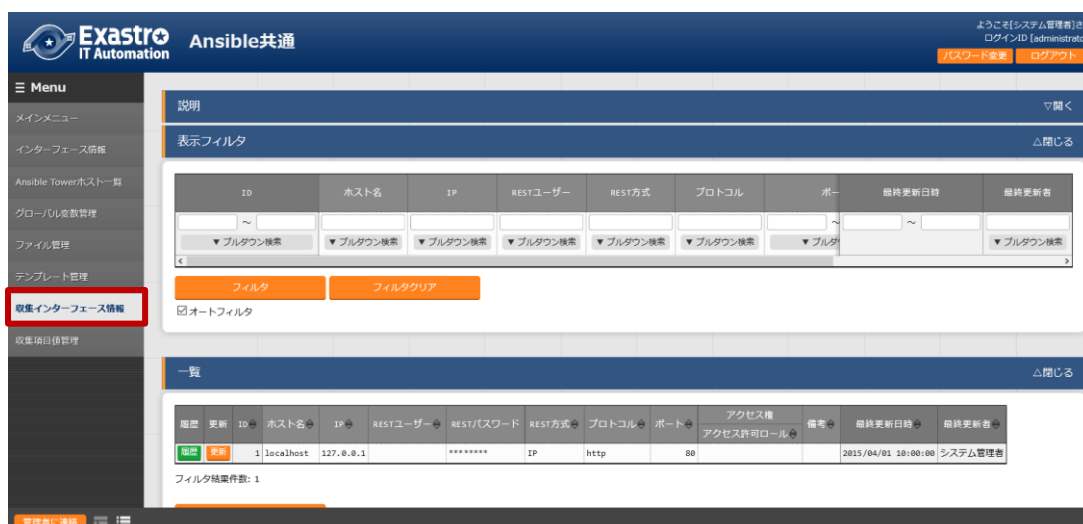 Exastro
IT Automation
Ansible共通
ようこそ[システム管理者]さ
ログインID [administrato
パスワード変更
ログアウト
☰ Menu
メインメニュー
インターフェース情報
Ansible Towerホスト一覧
グローバル変数管理
ファイル管理
テンプレート管理
収集インターフェース情報
収集項目値管理
説明
▽開く
表示フィルタ
△閉じる
ID ホスト名 IP RESTユーザー REST方式 プロトコル ポー 最終更新日時 最終更新者
～ ～ ～
▼ プルダウン検索 ▼ プルダウン検索 ▼ プルダウン検索 ▼ プルダウン検索 ▼ プルダウン検索 ▼ プルダウン検索 ▼ プルダ ▼ プルダウン検索
フィルタ フィルタクリア
☑オートフィルタ
一覧
△閉じる
履歴 更新 ID ホスト名 IP RESTユーザー REST/パスワード REST方式 プロトコル ポート アクセス権 備考 最終更新日時 最終更新者
アクセス許可ロール
履歴 更新 1 localhost 127.0.0.1 ******** IP http 80 2015/04/01 10:00:00 システム管理者
フィルタ結果件数: 1
管理者に連絡